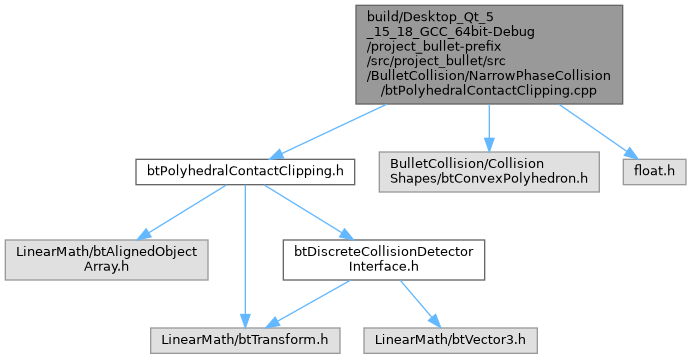 build/Desktop_Qt_5
_15_18_GCC_64bit-Debug
/project_bullet-prefix
/src/project_bullet/src
/BulletCollision/NarrowPhaseCollision
/btPolyhedralContactClipping.cpp
btPolyhedralContactClipping.h
BulletCollision/Collision
Shapes/btConvexPolyhedron.h
float.h
LinearMath/btAlignedObject
Array.h
btDiscreteCollisionDetector
Interface.h
LinearMath/btTransform.h
LinearMath/btVector3.h